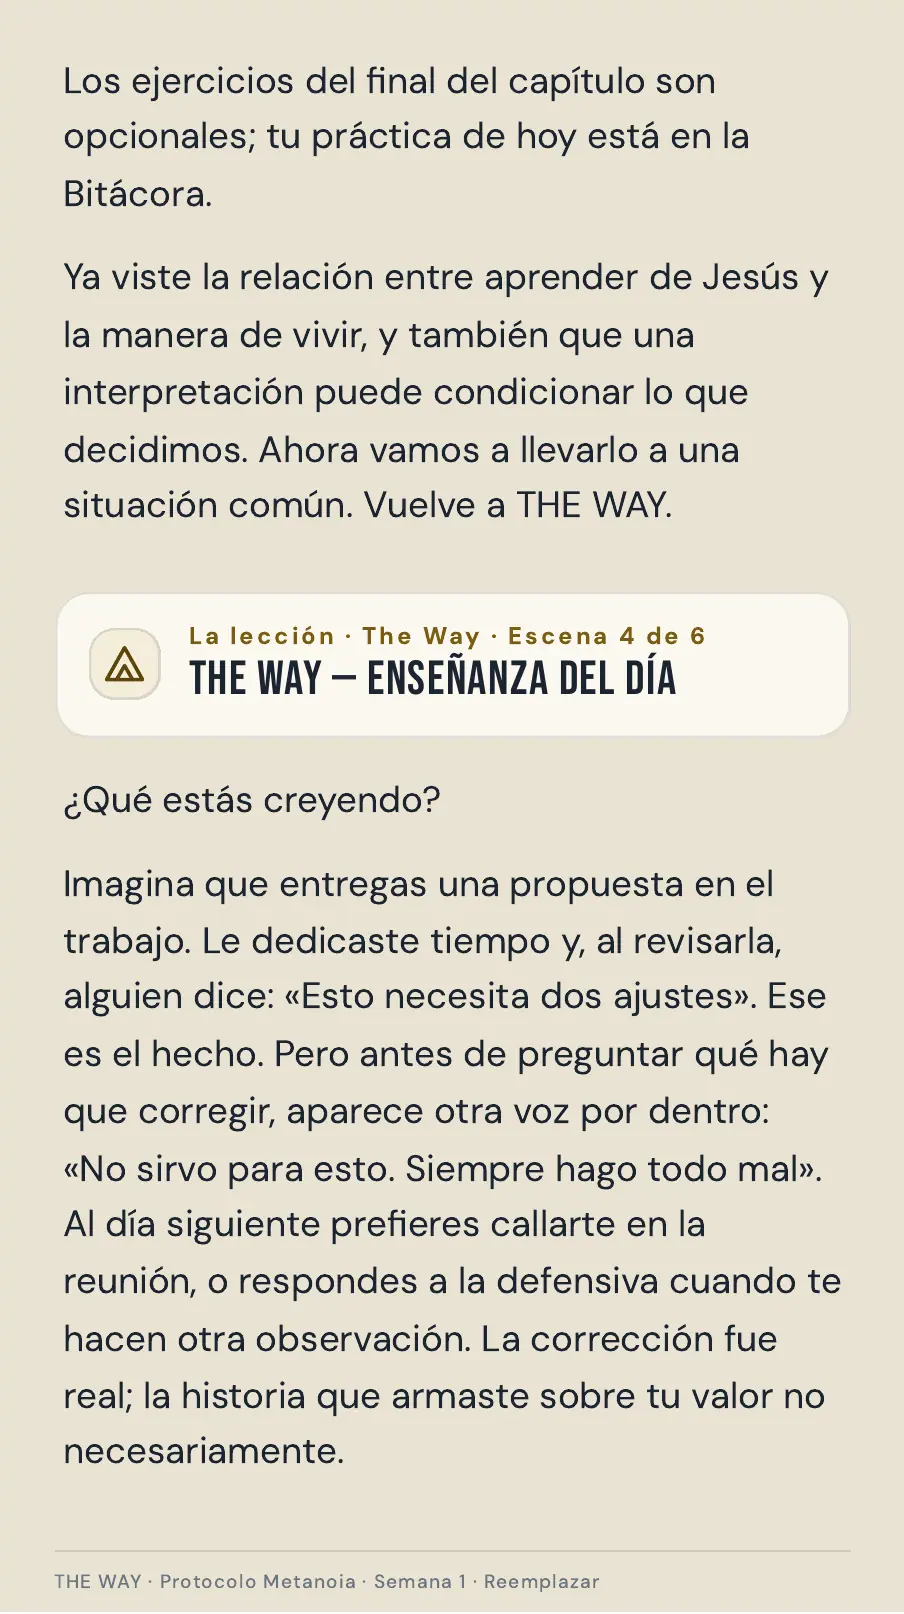 Los ejercicios del final del capítulo son
opcionales; tu práctica de hoy está en la
Bitácora.
Ya viste la relación entre aprender de Jesús y
la manera de vivir, y también que una
interpretación puede condicionar lo que
decidimos. Ahora vamos a llevarlo a una
situación común. Vuelve a THE WAY.
La lección · The Way · Escena 4 de 6
THE WAY — ENSEÑANZA DEL DÍA
¿Qué estás creyendo?
Imagina que entregas una propuesta en el
trabajo. Le dedicaste tiempo y, al revisarla,
alguien dice: «Esto necesita dos ajustes». Ese
es el hecho. Pero antes de preguntar qué hay
que corregir, aparece otra voz por dentro:
«No sirvo para esto. Siempre hago todo mal».
Al día siguiente prefieres callarte en la
reunión, o respondes a la defensiva cuando te
hacen otra observación. La corrección fue
real; la historia que armaste sobre tu valor no
necesariamente.
THE WAY · Protocolo Metanoia · Semana 1 · Reemplazar